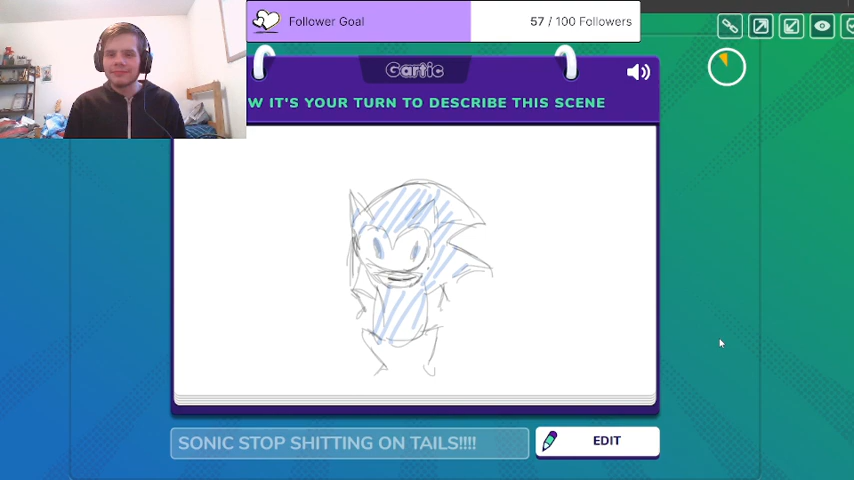 Follower Goal 57 / 100 Followers
Gartic
W IT'S YOUR TURN TO DESCRIBE THIS SCENE
SONIC STOP SHITTING ON TAILS!!!!
EDIT